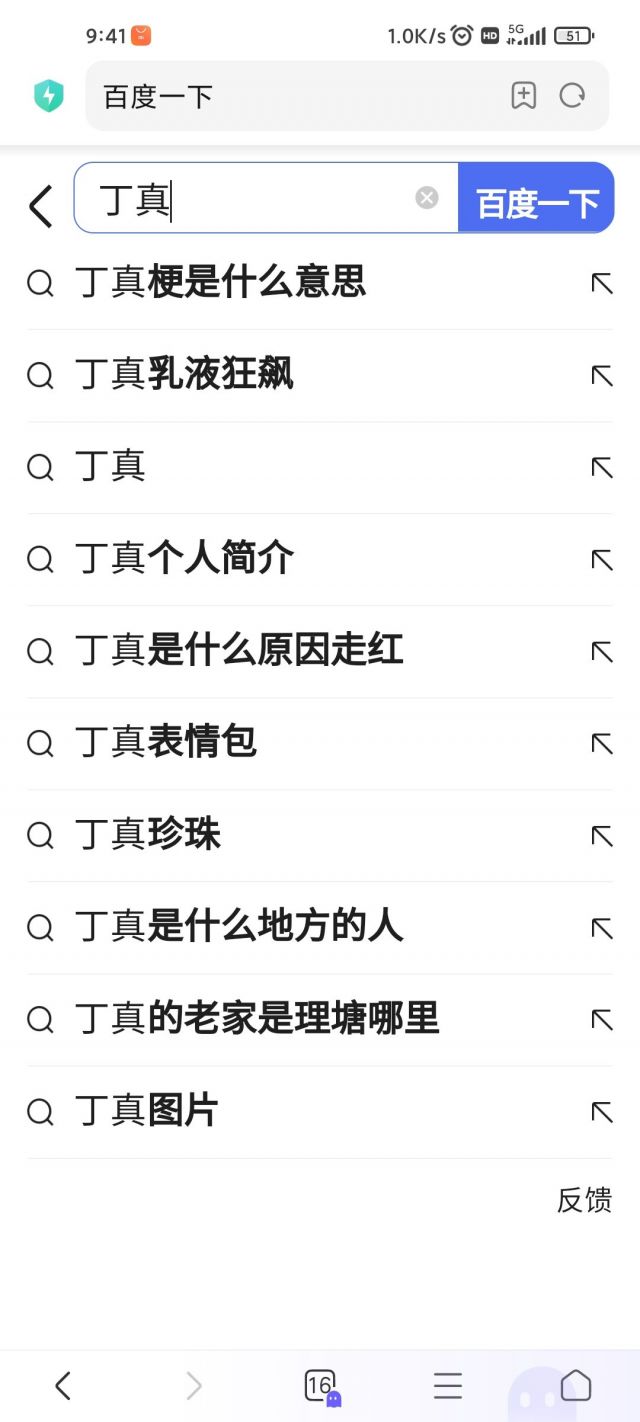 9:41 1.0K/s HD 5G 51
百度一下
丁真 百度一下
丁真梗是什么意思
丁真乳液狂飙
丁真
丁真个人简介
丁真是什么原因走红
丁真表情包
丁真珍珠
丁真是什么地方的人
丁真的老家是理塘哪里
丁真图片
反馈
16